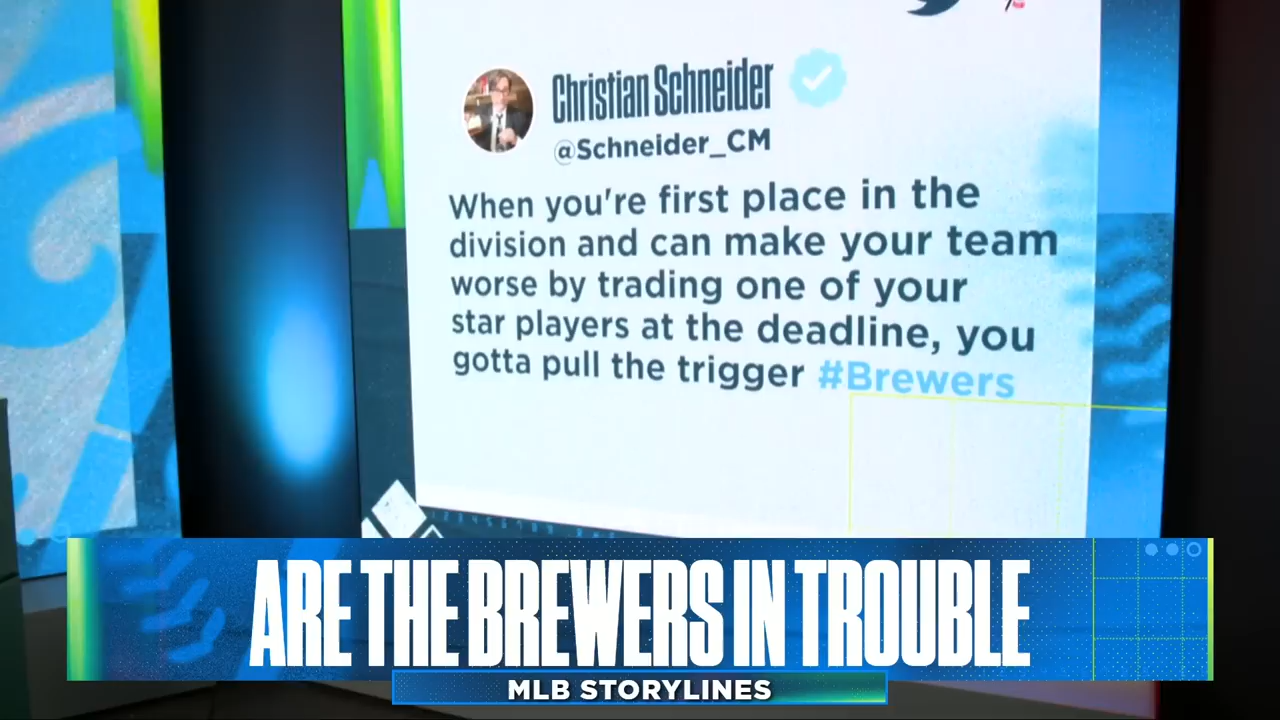 Christian Schneider
@Schneider_CM
When you're first place in the
division and can make your team
worse by trading one of your
star players at the deadline, you
gotta pull the trigger #Brewers
ARE THE BREWERS IN TROUBLE
MLB STORYLINES